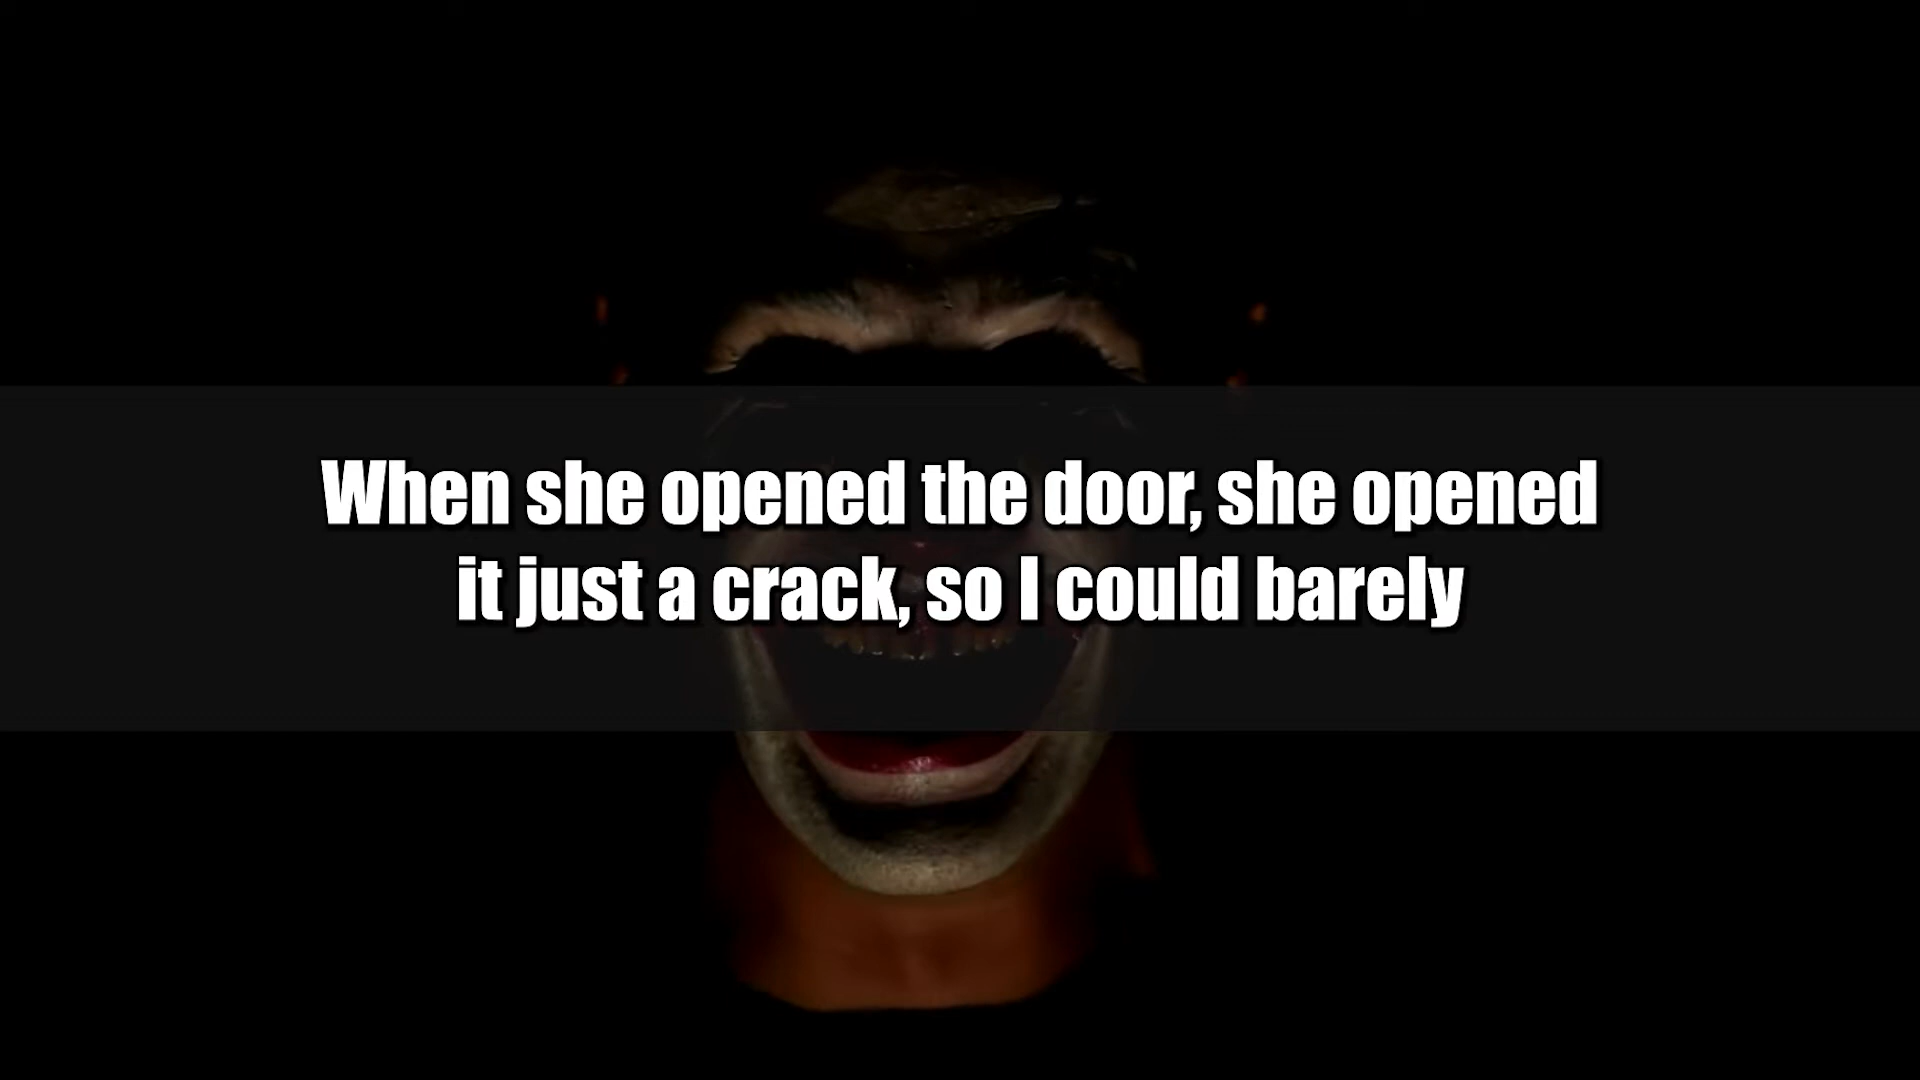 When she opened the door, she opened
it just a crack, so I could barely